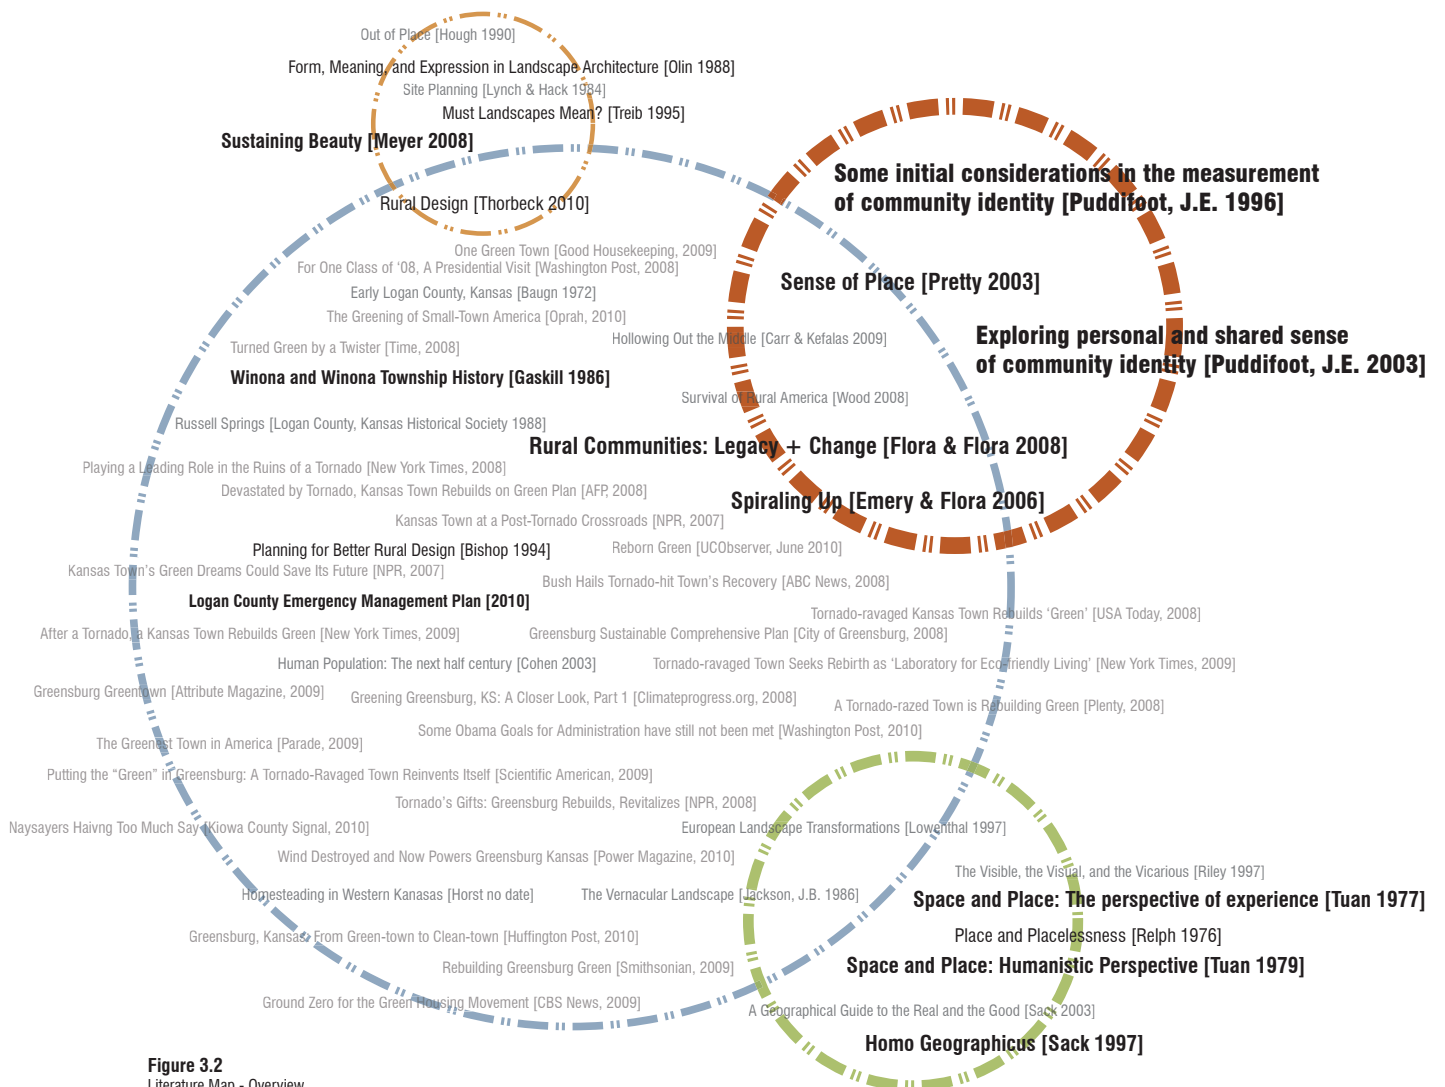 Out of Place [Hough 1990]
Form, Meaning, and Expression in Landscape Architecture [Olin 1988]
Site Planning [Lynch & Hack 1984]
Must Landscapes Mean? [Treib 1995]
Sustaining Beauty [Meyer 2008]
Some initial considerations in the measurement
of community identity [Puddifoot, J.E. 1996]
Rural Design [Thorbeck 2010]
One Green Town [Good Housekeeping, 2009]
For One Class of ‘08, A Presidential Visit [Washington Post, 2008]
Sense of Place [Pretty 2003]
Early Logan County, Kansas [Baugn 1972]
The Greening of Small-Town America [Oprah, 2010]
Hollowing Out the Middle [Carr & Kefalas 2009]
Exploring personal and shared sense
of community identity [Puddifoot, J.E. 2003]
Turned Green by a Twister [Time, 2008]
Winona and Winona Township History [Gaskill 1986]
Survival of Rural America [Wood 2008]
Russell Springs [Logan County, Kansas Historical Society 1988]
Rural Communities: Legacy + Change [Flora & Flora 2008]
Playing a Leading Role in the Ruins of a Tornado [New York Times, 2008]
Devastated by Tornado, Kansas Town Rebuilds on Green Plan [AFP, 2008]
Spiraling Up [Emery & Flora 2006]
Kansas Town at a Post-Tornado Crossroads [NPR, 2007]
Planning for Better Rural Design [Bishop 1994]
Reborn Green [UCObserver, June 2010]
Kansas Town’s Green Dreams Could Save Its Future [NPR, 2007]
Bush Hails Tornado-hit Town’s Recovery [ABC News, 2008]
Logan County Emergency Management Plan [2010]
Tornado-ravaged Kansas Town Rebuilds ‘Green’ [USA Today, 2008]
After a Tornado, a Kansas Town Rebuilds Green [New York Times, 2009]
Greensburg Sustainable Comprehensive Plan [City of Greensburg, 2008]
Human Population: The next half century [Cohen 2003]
Tornado-ravaged Town Seeks Rebirth as ‘Laboratory for Eco-friendly Living’ [New York Times, 2009]
Greensburg Greentown [Attribute Magazine, 2009]
Greening Greensburg, KS: A Closer Look, Part 1 [Climateprogress.org, 2008]
A Tornado-razed Town is Rebuilding Green [Plenty, 2008]
Some Obama Goals for Administration have still not been met [Washington Post, 2010]
The Greenest Town in America [Parade, 2009]
Putting the “Green” in Greensburg: A Tornado-Ravaged Town Reinvents Itself [Scientific American, 2009]
Tornado’s Gifts: Greensburg Rebuilds, Revitalizes [NPR, 2008]
Naysayers Haivng Too Much Say [Kiowa County Signal, 2010]
European Landscape Transformations [Lowenthal 1997]
Wind Destroyed and Now Powers Greensburg Kansas [Power Magazine, 2010]
The Visible, the Visual, and the Vicarious [Riley 1997]
Homesteading in Western Kanasas [Horst no date]
The Vernacular Landscape [Jackson, J.B. 1986]
Space and Place: The perspective of experience [Tuan 1977]
Greensburg, Kansas: From Green-town to Clean-town [Huffington Post, 2010]
Place and Placelessness [Relph 1976]
Rebuilding Greensburg Green [Smithsonian, 2009]
Space and Place: Humanistic Perspective [Tuan 1979]
Ground Zero for the Green Housing Movement [CBS News, 2009]
A Geographical Guide to the Real and the Good [Sack 2003]
Homo Geographicus [Sack 1997]
Figure 3.2
Literature Map - Overview